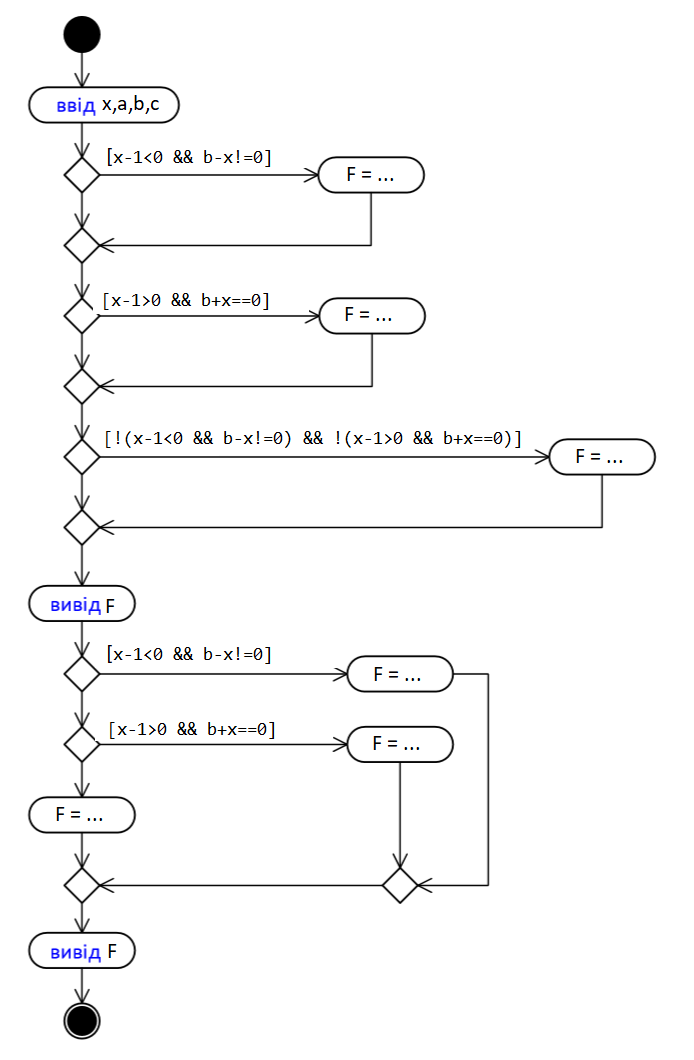 ввід x,a,b,c
[x-1<0 && b-x!=0]
F = ...
[x-1>0 && b+x==0]
F = ...
[!(x-1<0 && b-x!=0) && !(x-1>0 && b+x==0)]
F = ...
вивід F
[x-1<0 && b-x!=0]
F = ...
[x-1>0 && b+x==0]
F = ...
F = ...
вивід F